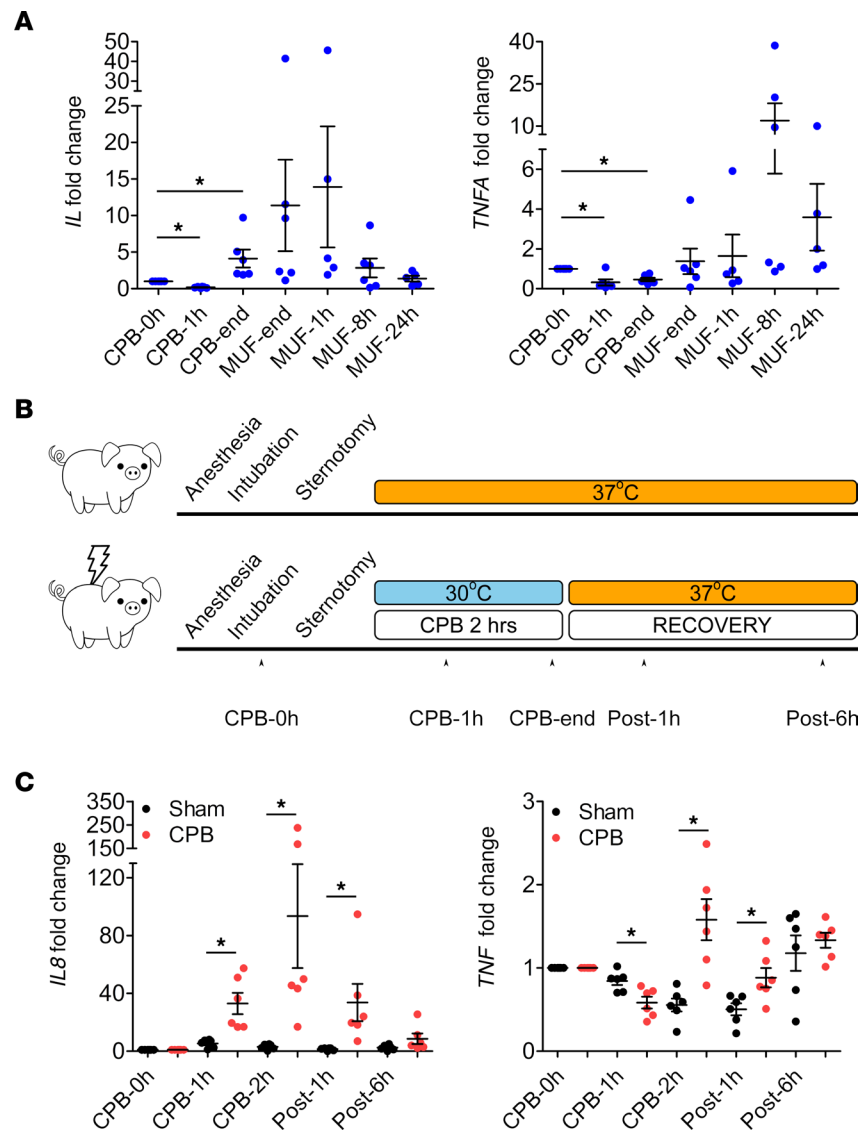 A
IL fold change
50
40
30
20
15
10
5
0
*
*
CPB-0h
CPB-1h
CPB-end
MUF-end
MUF-1h
MUF-8h
MUF-24h
TNFA fold change
40
25
10
6
4
2
0
*
*
CPB-0h
CPB-1h
CPB-end
MUF-end
MUF-1h
MUF-8h
MUF-24h
B
Anesthesia
Intubation
Sternotomy
37°C
Anesthesia
Intubation
Sternotomy
30°C
37°C
CPB 2 hrs
RECOVERY
CPB-0h
CPB-1h
CPB-end
Post-1h
Post-6h
C
IL8 fold change
350
250
150
120
80
40
0
Sham
CPB
*
*
*
CPB-0h
CPB-1h
CPB-2h
Post-1h
Post-6h
TNF fold change
3
2
1
0
Sham
CPB
*
*
*
CPB-0h
CPB-1h
CPB-2h
Post-1h
Post-6h